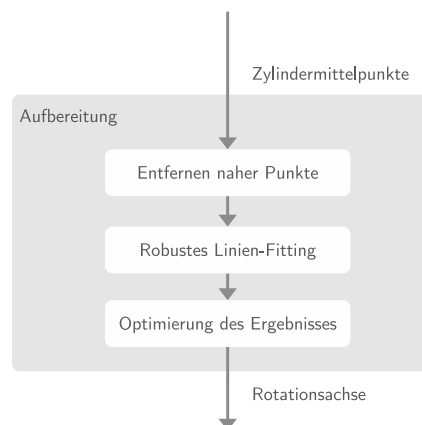 Zylindermittelpunkte
Aufbereitung
Entfernen naher Punkte
Robustes Linien-Fitting
Optimierung des Ergebnisses
Rotationsachse